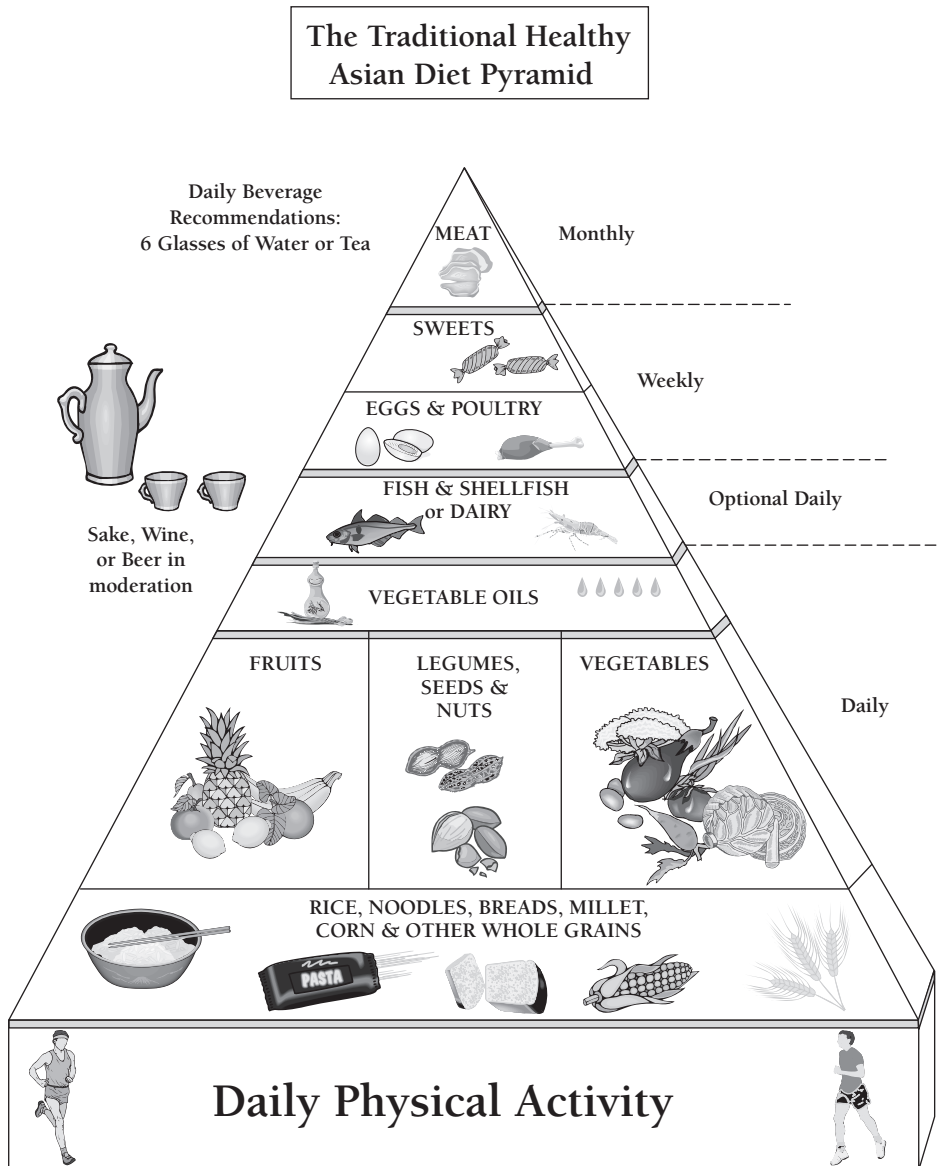 The Traditional Healthy
Asian Diet Pyramid
Daily Beverage
Recommendations:
6 Glasses of Water or Tea
MEAT
Monthly
SWEETS
Weekly
EGGS & POULTRY
FISH & SHELLFISH
or DAIRY
Optional Daily
Sake, Wine,
or Beer in
moderation
VEGETABLE OILS
FRUITS
LEGUMES,
SEEDS &
NUTS
VEGETABLES
Daily
RICE, NOODLES, BREADS, MILLET,
CORN & OTHER WHOLE GRAINS
PASTA
Daily Physical Activity